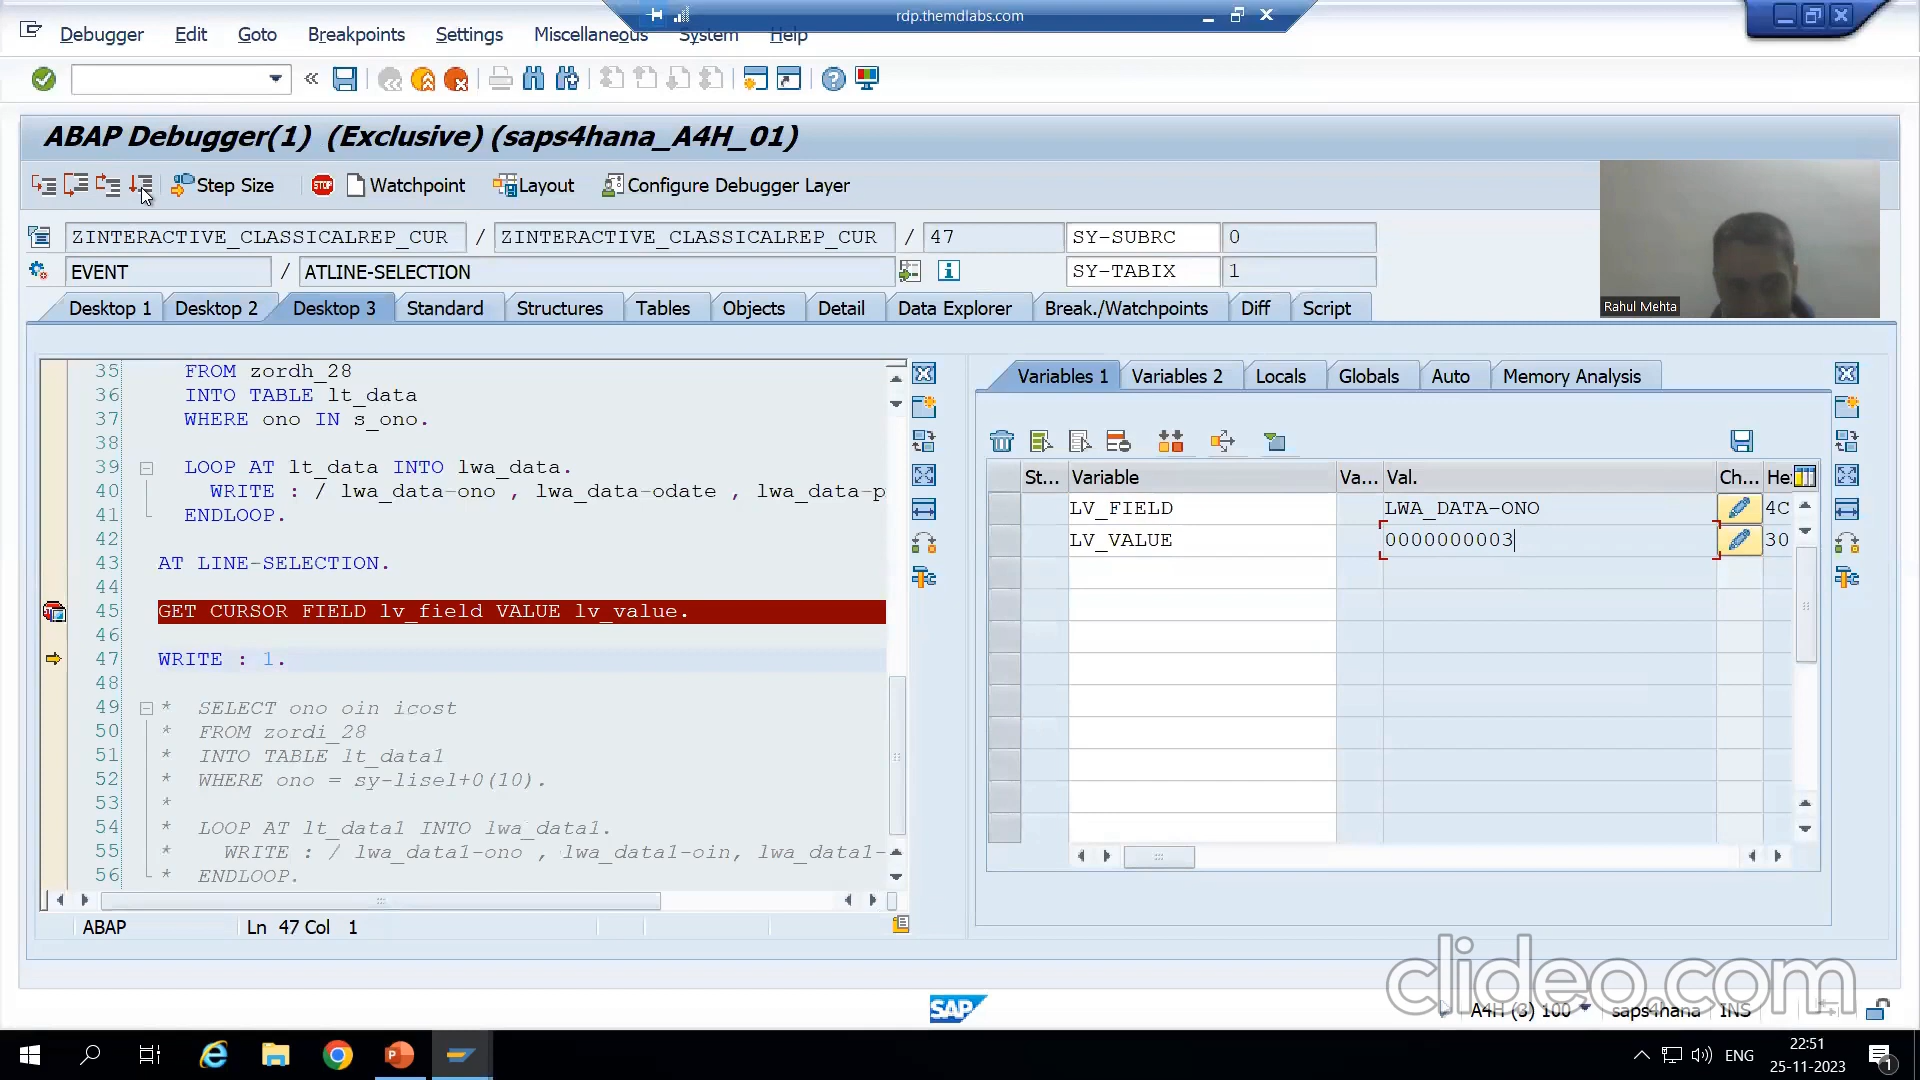 rdp.themdlabs.com
Debugger Edit Goto Breakpoints Settings Miscellaneous System Help
ABAP Debugger(1) (Exclusive) (saps4hana_A4H_01)
Step Size STOP Watchpoint Layout Configure Debugger Layer
ZINTERACTIVE_CLASSICALREP_CUR / ZINTERACTIVE_CLASSICALREP_CUR / 47 SY-SUBRC 0
EVENT / ATLINE-SELECTION SY-TABIX 1
Rahul Mehta
Desktop 1 Desktop 2 Desktop 3 Standard Structures Tables Objects Detail Data Explorer Break./Watchpoints Diff Script
35 FROM zordh_28
36 INTO TABLE lt_data
37 WHERE ono IN s_ono.
38
39 LOOP AT lt_data INTO lwa_data.
40 WRITE : / lwa_data-ono , lwa_data-odate , lwa_data-p
41 ENDLOOP.
42
43 AT LINE-SELECTION.
44
45 GET CURSOR FIELD lv_field VALUE lv_value.
46
47 WRITE : 1.
48
49 * SELECT ono oin icost
50 * FROM zordi_28
51 * INTO TABLE lt_data1
52 * WHERE ono = sy-lisel+0(10).
53 *
54 * LOOP AT lt_data1 INTO lwa_data1.
55 * WRITE : / lwa_data1-ono , lwa_data1-oin, lwa_data1-
56 * ENDLOOP.
ABAP Ln 47 Col 1
Variables 1 Variables 2 Locals Globals Auto Memory Analysis
St... Variable Va... Val. Ch... He
LV_FIELD LWA_DATA-ONO 4C
LV_VALUE 0000000003 30
clideo.com
SAP
A4H (3) 100 saps4hana INS
ENG
22:51
25-11-2023
1